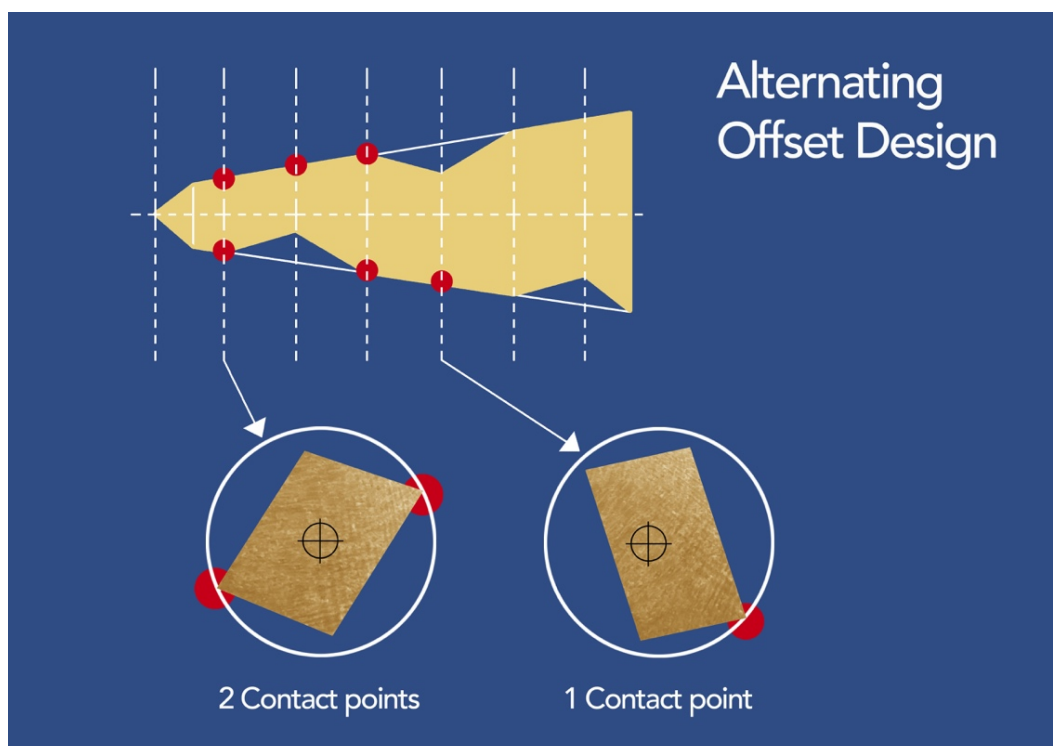 Alternating
Offset Design
2 Contact points
1 Contact point